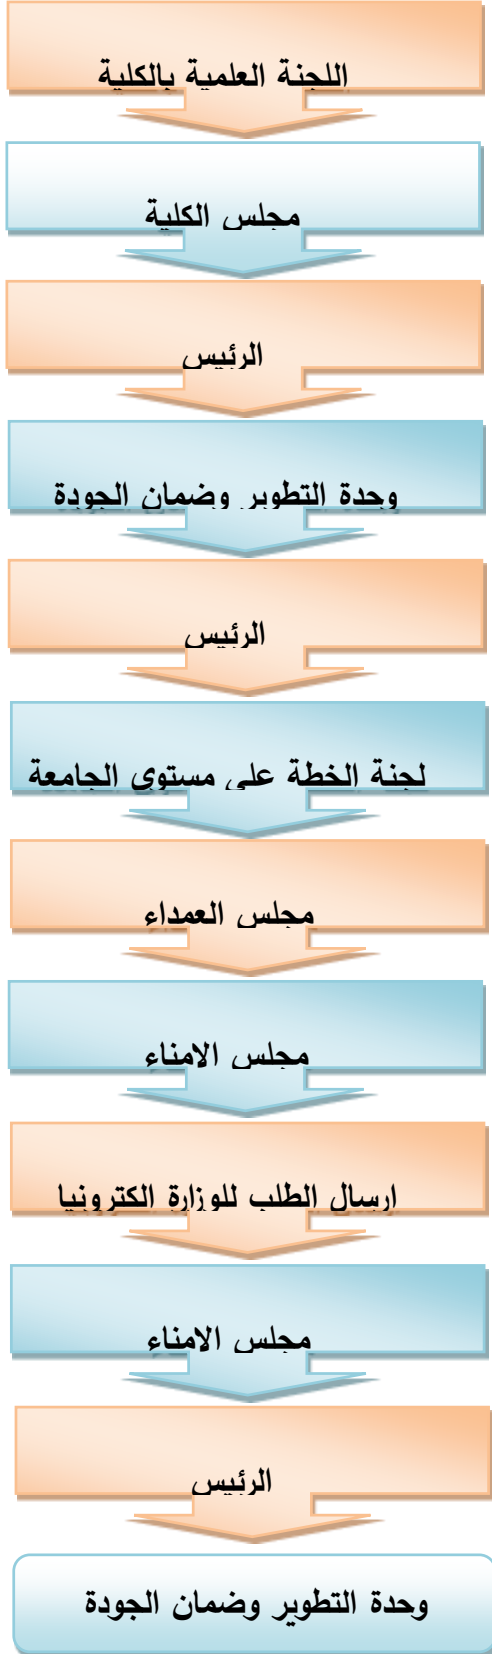 اللجنة العلمية بالكلية
مجلس الكلية
الرئيس
وحدة التطوير وضمان الجودة
الرئيس
لجنة الخطة على مستوى الجامعة
مجلس العمداء
مجلس الامناء
ارسال الطلب للوزارة الكترونيا
مجلس الامناء
الرئيس
وحدة التطوير وضمان الجودة